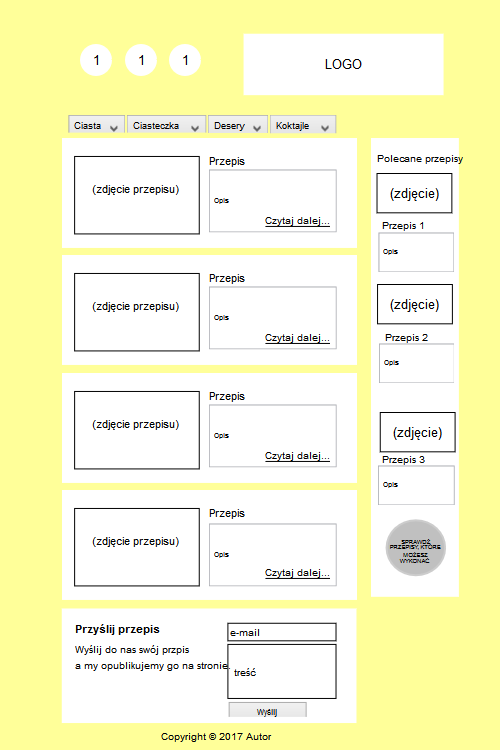 1 1 1
LOGO
Ciasta Ciasteczka Desery Koktajle
Przepis
(zdjęcie przepisu)
Opis
Czytaj dalej...
Przepis
(zdjęcie przepisu)
Opis
Czytaj dalej...
Przepis
(zdjęcie przepisu)
Opis
Czytaj dalej...
Przepis
(zdjęcie przepisu)
Opis
Czytaj dalej...
Polecane przepisy
(zdjęcie)
Przepis 1
Opis
(zdjęcie)
Przepis 2
Opis
(zdjęcie)
Przepis 3
Opis
SPRAWDŹ
PRZEPISY, KTÓRE
MOŻESZ
WYKONAĆ
Przyślij przepis
Wyślij do nas swój przpis
a my opublikujemy go na stronie.
e-mail
treść
Wyślij
Copyright © 2017 Autor